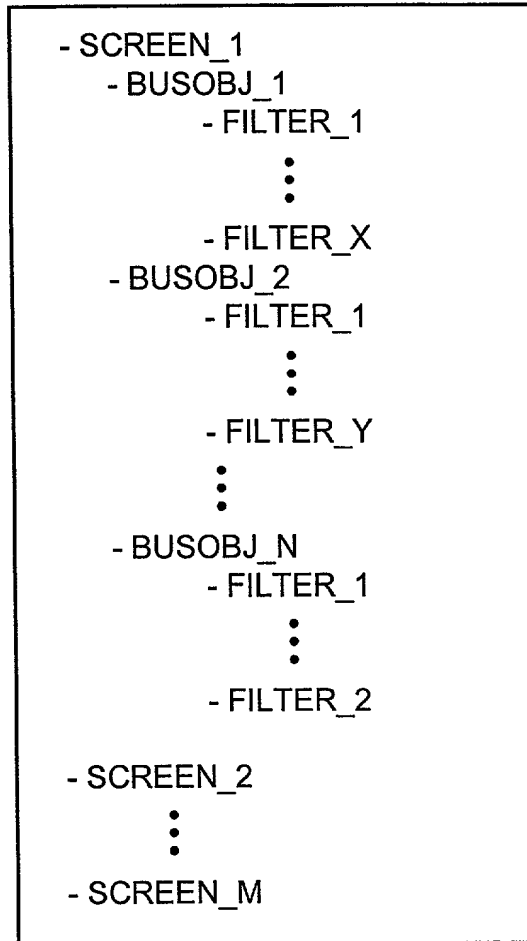 - SCREEN_1
- BUSOBJ_1
- FILTER_1
- FILTER_X
- BUSOBJ_2
- FILTER_1
- FILTER_Y
- BUSOBJ_N
- FILTER_1
- FILTER_2
- SCREEN_2
- SCREEN_M